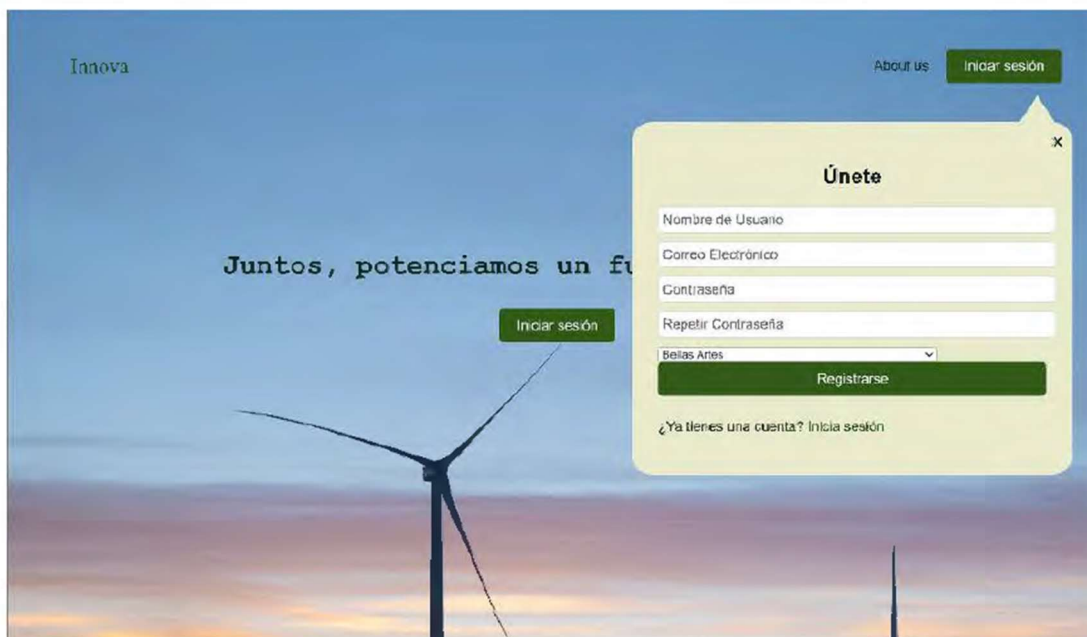 Innova
About us
Iniciar sesión
x
Únete
Nombre de Usuario
Correo Electrónico
Contraseña
Repetir Contraseña
Bellas Artes
Registrarse
¿Ya tienes una cuenta? Inicia sesión
Juntos, potenciamos un fu
Iniciar sesión